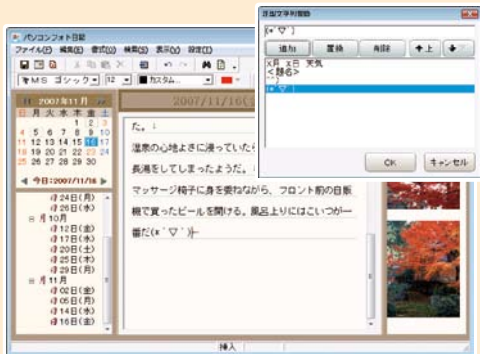 パソコンフォト日記
ファイル(F) 編集(E) 書式(O) 検索(S) 表示(V) 設定(T)
MS ゴシック 12 カスタム...
2007年11月
日 月 火 水 木 金 土
1 2 3
4 5 6 7 8 9 10
11 12 13 14 15 16 17
18 19 20 21 22 23 24
25 26 27 28 29 30
今日:2007/11/16
24日(月)
26日(水)
月 10月
12日(金)
17日(水)
20日(土)
25日(木)
29日(月)
月 11月
02日(金)
05日(月)
14日(水)
16日(金)
2007/11/16(
た。↓
温泉の心地よさに浸っていたら
長湯をしてしまったようだ。
マッサージ椅子に身を委ねながら、フロント前の自販
機で買ったビールを開ける。風呂上りにはこいつが一
番だ(*´▽｀)
挿入
(*´▽｀)
追加 置換 削除 ↑上 ↓下
x月 x日 天気
<題名>
(*´▽｀)
OK キャンセル